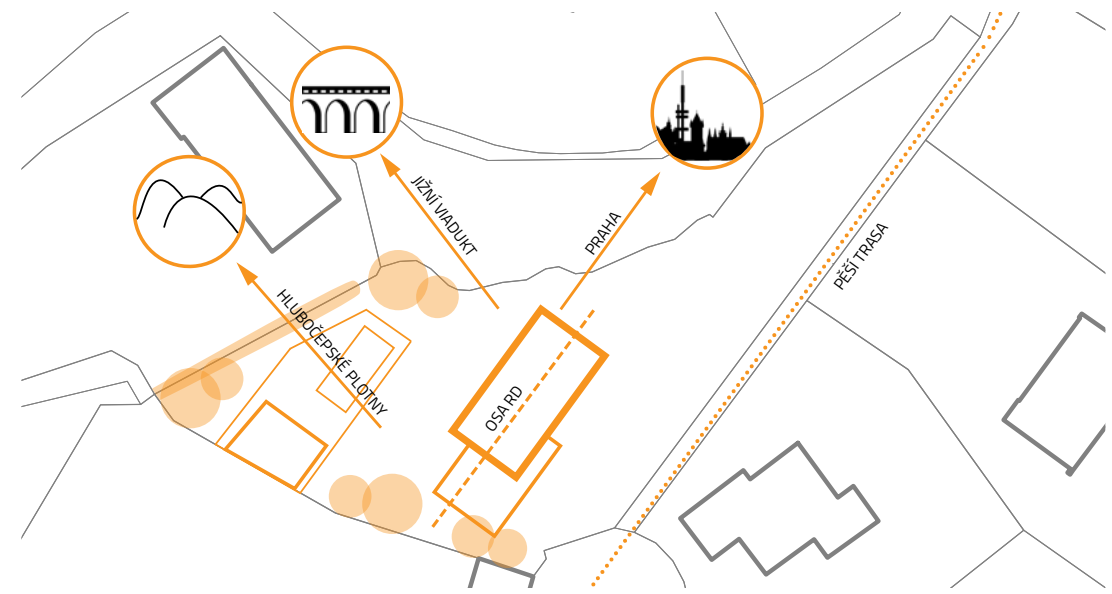 JIŽNÍ VIADUKT
PRAHA
PĚŠÍ TRASA
HLUBOČEPSKÉ PLOTNY
OSA RD